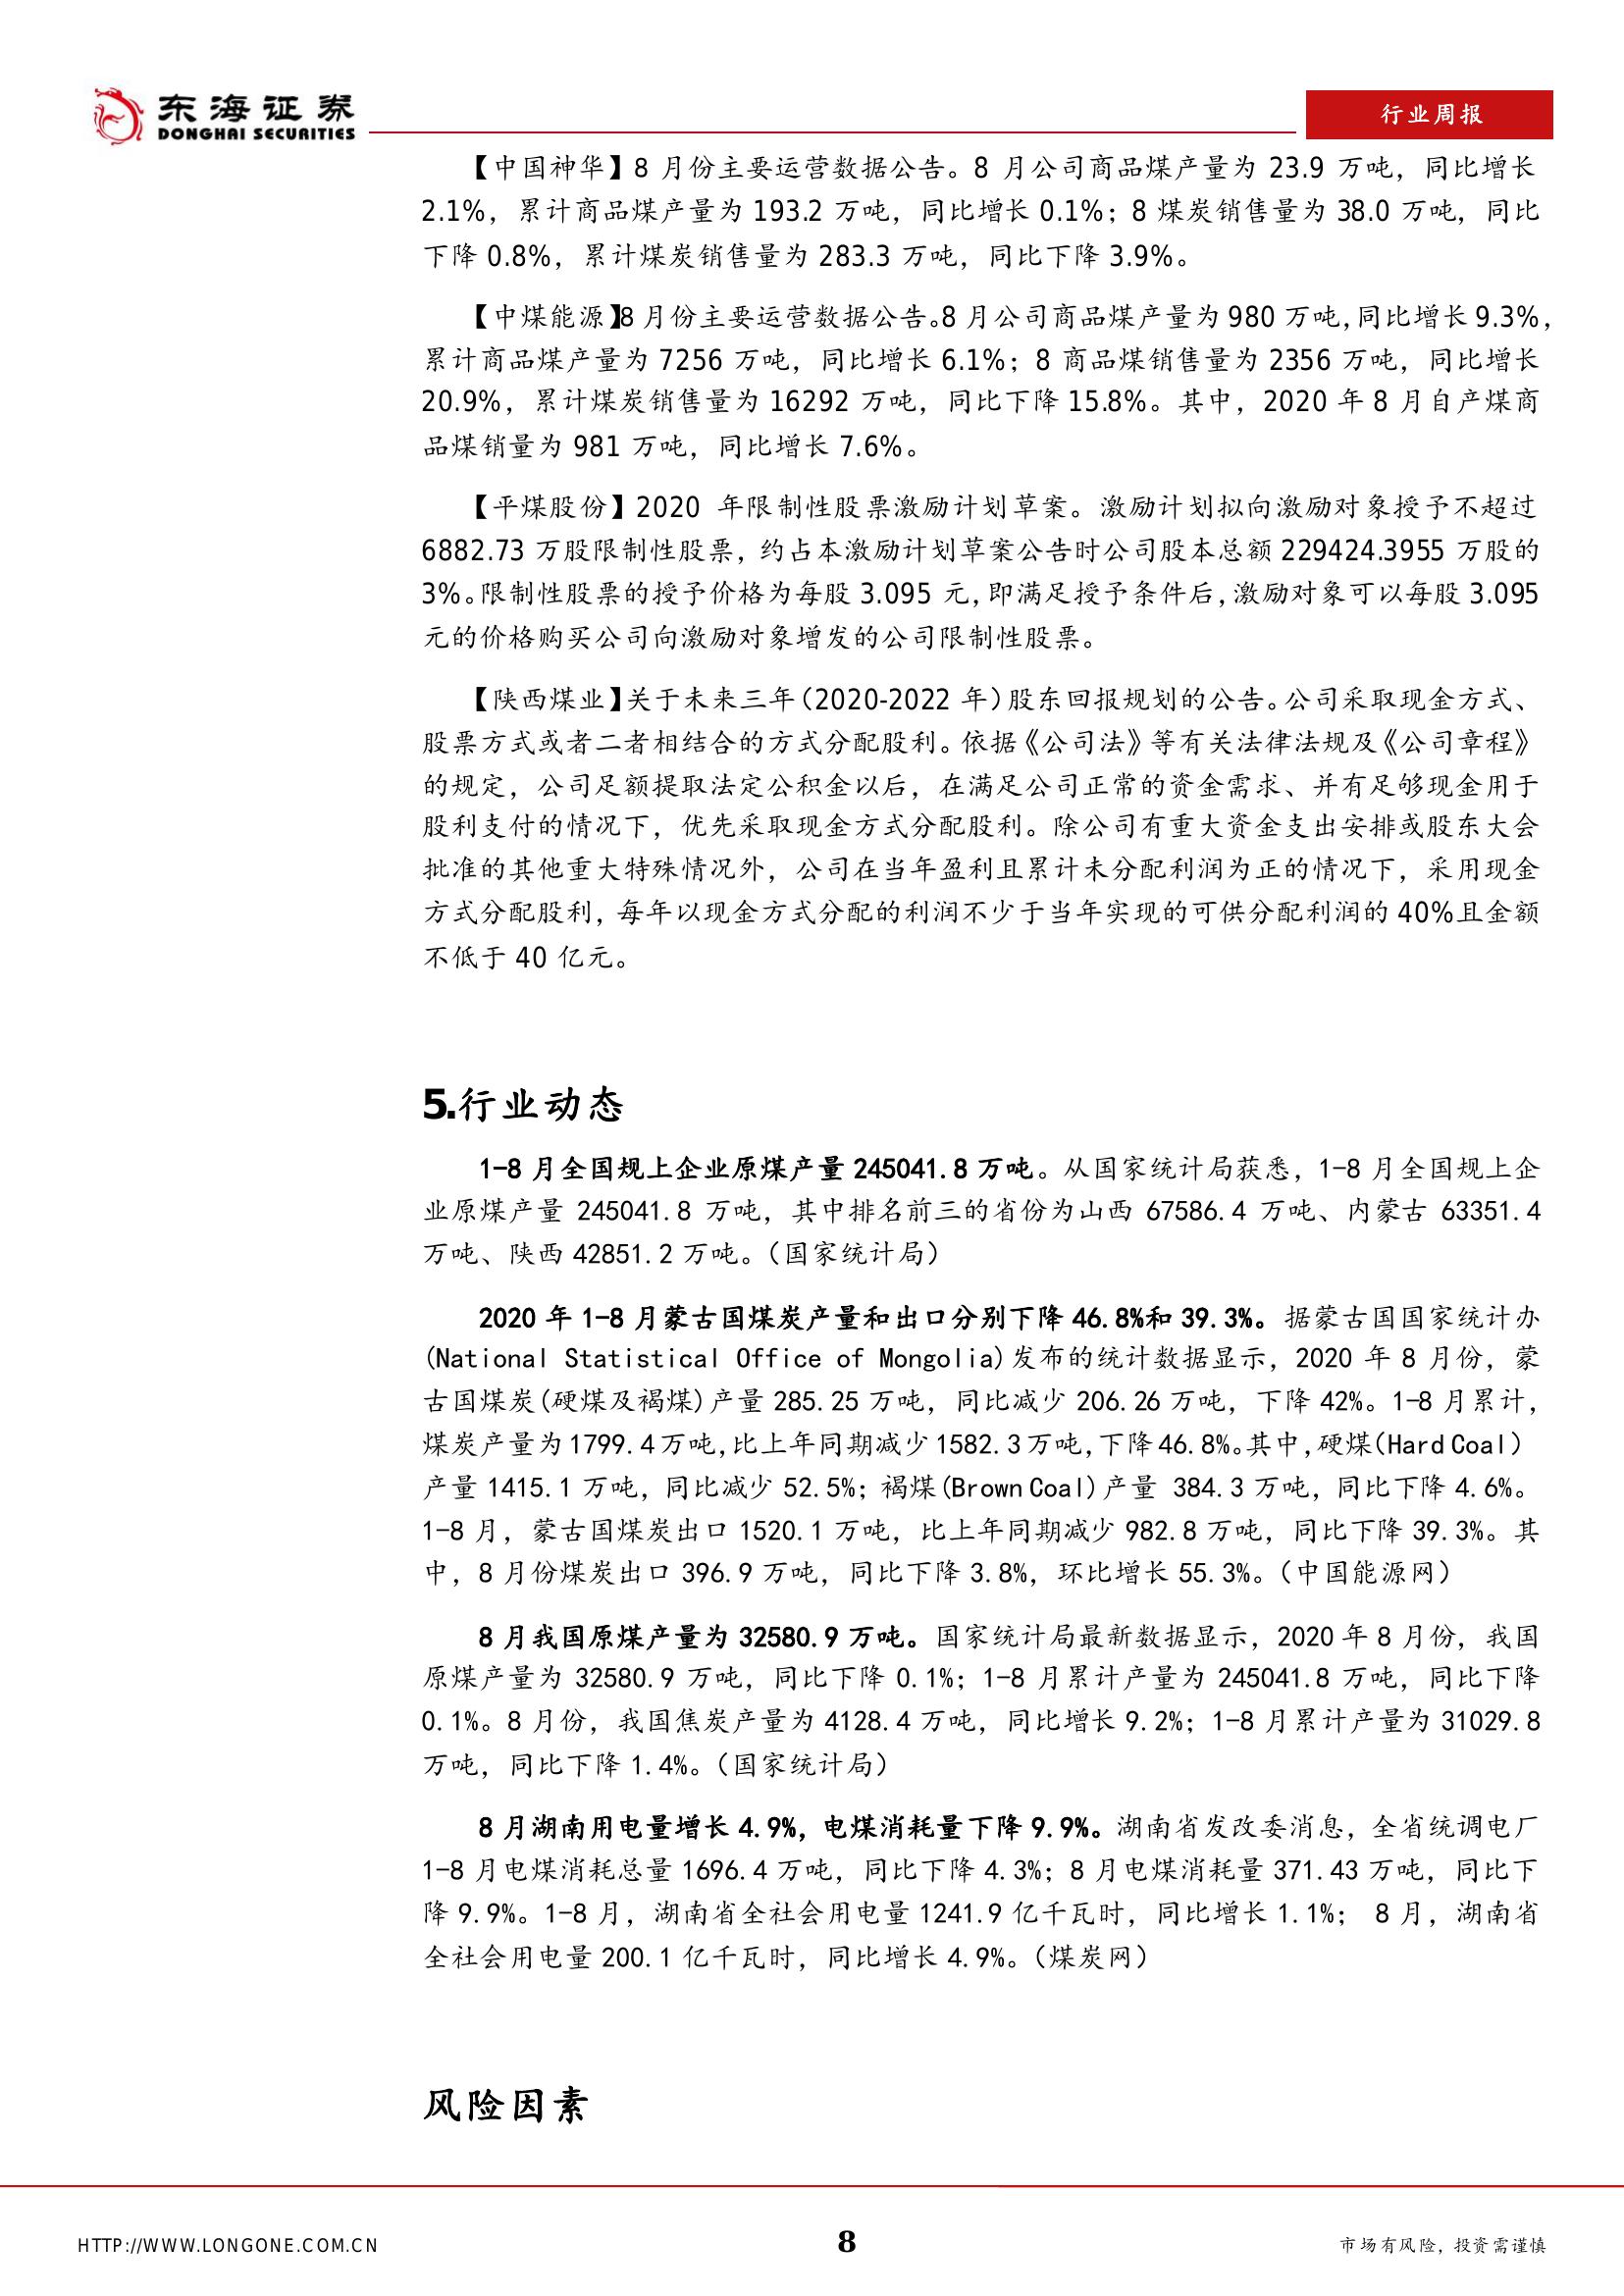 东海证券
DONGHAI SECURITIES
行业周报
【中国神华】8 月份主要运营数据公告。8 月公司商品煤产量为 23.9 万吨，同比增长
2.1%，累计商品煤产量为 193.2 万吨，同比增长 0.1%；8 煤炭销售量为 38.0 万吨，同比
下降 0.8%，累计煤炭销售量为 283.3 万吨，同比下降 3.9%。
【中煤能源】8 月份主要运营数据公告。8 月公司商品煤产量为 980 万吨，同比增长 9.3%，
累计商品煤产量为 7256 万吨，同比增长 6.1%；8 商品煤销售量为 2356 万吨，同比增长
20.9%，累计煤炭销售量为 16292 万吨，同比下降 15.8%。其中，2020 年 8 月自产煤商
品煤销量为 981 万吨，同比增长 7.6%。
【平煤股份】2020 年限制性股票激励计划草案。激励计划拟向激励对象授予不超过
6882.73 万股限制性股票，约占本激励计划草案公告时公司股本总额 229424.3955 万股的
3%。限制性股票的授予价格为每股 3.095 元，即满足授予条件后，激励对象可以每股 3.095
元的价格购买公司向激励对象增发的公司限制性股票。
【陕西煤业】关于未来三年（2020-2022 年）股东回报规划的公告。公司采取现金方式、
股票方式或者二者相结合的方式分配股利。依据《公司法》等有关法律法规及《公司章程》
的规定，公司足额提取法定公积金以后，在满足公司正常的资金需求、并有足够现金用于
股利支付的情况下，优先采取现金方式分配股利。除公司有重大资金支出安排或股东大会
批准的其他重大特殊情况外，公司在当年盈利且累计未分配利润为正的情况下，采用现金
方式分配股利，每年以现金方式分配的利润不少于当年实现的可供分配利润的 40%且金额
不低于 40 亿元。
5.行业动态
1-8 月全国规上企业原煤产量 245041.8 万吨。从国家统计局获悉，1-8 月全国规上企
业原煤产量 245041.8 万吨，其中排名前三的省份为山西 67586.4 万吨、内蒙古 63351.4
万吨、陕西 42851.2 万吨。（国家统计局）
2020 年 1-8 月蒙古国煤炭产量和出口分别下降 46.8%和 39.3%。据蒙古国国家统计办
(National Statistical Office of Mongolia)发布的统计数据显示，2020 年 8 月份，蒙
古国煤炭(硬煤及褐煤)产量 285.25 万吨，同比减少 206.26 万吨，下降 42%。1-8 月累计，
煤炭产量为 1799.4 万吨，比上年同期减少 1582.3 万吨，下降 46.8%。其中，硬煤(Hard Coal)
产量 1415.1 万吨，同比减少 52.5%；褐煤(Brown Coal)产量 384.3 万吨，同比下降 4.6%。
1-8 月，蒙古国煤炭出口 1520.1 万吨，比上年同期减少 982.8 万吨，同比下降 39.3%。其
中，8 月份煤炭出口 396.9 万吨，同比下降 3.8%，环比增长 55.3%。（中国能源网）
8 月我国原煤产量为 32580.9 万吨。国家统计局最新数据显示，2020 年 8 月份，我国
原煤产量为 32580.9 万吨，同比下降 0.1%；1-8 月累计产量为 245041.8 万吨，同比下降
0.1%。8 月份，我国焦炭产量为 4128.4 万吨，同比增长 9.2%；1-8 月累计产量为 31029.8
万吨，同比下降 1.4%。（国家统计局）
8 月湖南用电量增长 4.9%，电煤消耗量下降 9.9%。湖南省发改委消息，全省统调电厂
1-8 月电煤消耗总量 1696.4 万吨，同比下降 4.3%；8 月电煤消耗量 371.43 万吨，同比下
降 9.9%。1-8 月，湖南省全社会用电量 1241.9 亿千瓦时，同比增长 1.1%； 8 月，湖南省
全社会用电量 200.1 亿千瓦时，同比增长 4.9%。（煤炭网）
风险因素
HTTP://WWW.LONGONE.COM.CN
8
市场有风险，投资需谨慎